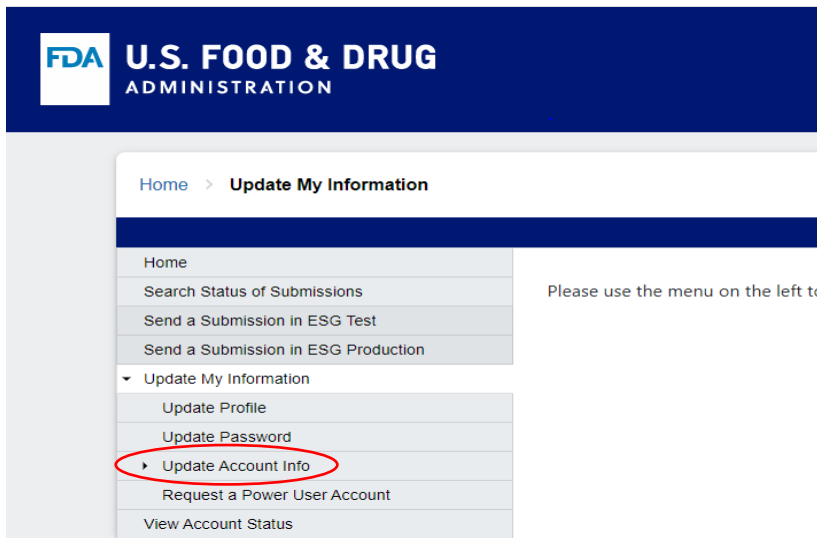 FDA
U.S. FOOD & DRUG
ADMINISTRATION
Home > Update My Information
Home
Search Status of Submissions
Please use the menu on the left to
Send a Submission in ESG Test
Send a Submission in ESG Production
Update My Information
Update Profile
Update Password
Update Account Info
Request a Power User Account
View Account Status